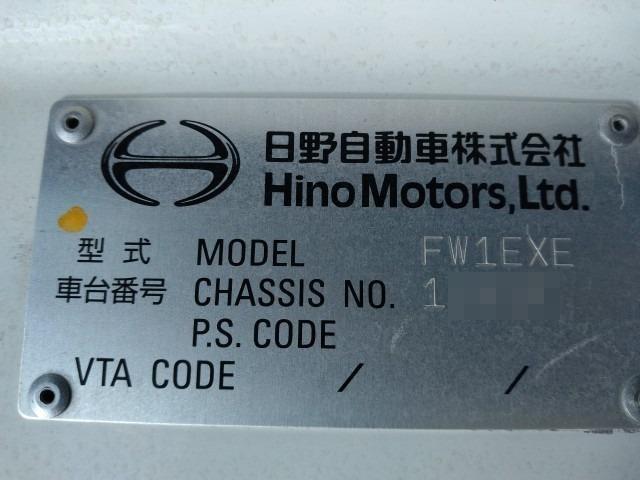 日野自動車株式会社
Hino Motors, Ltd.
型式 MODEL FW1EXE
車台番号 CHASSIS NO. 1
P.S. CODE
VTA CODE / /